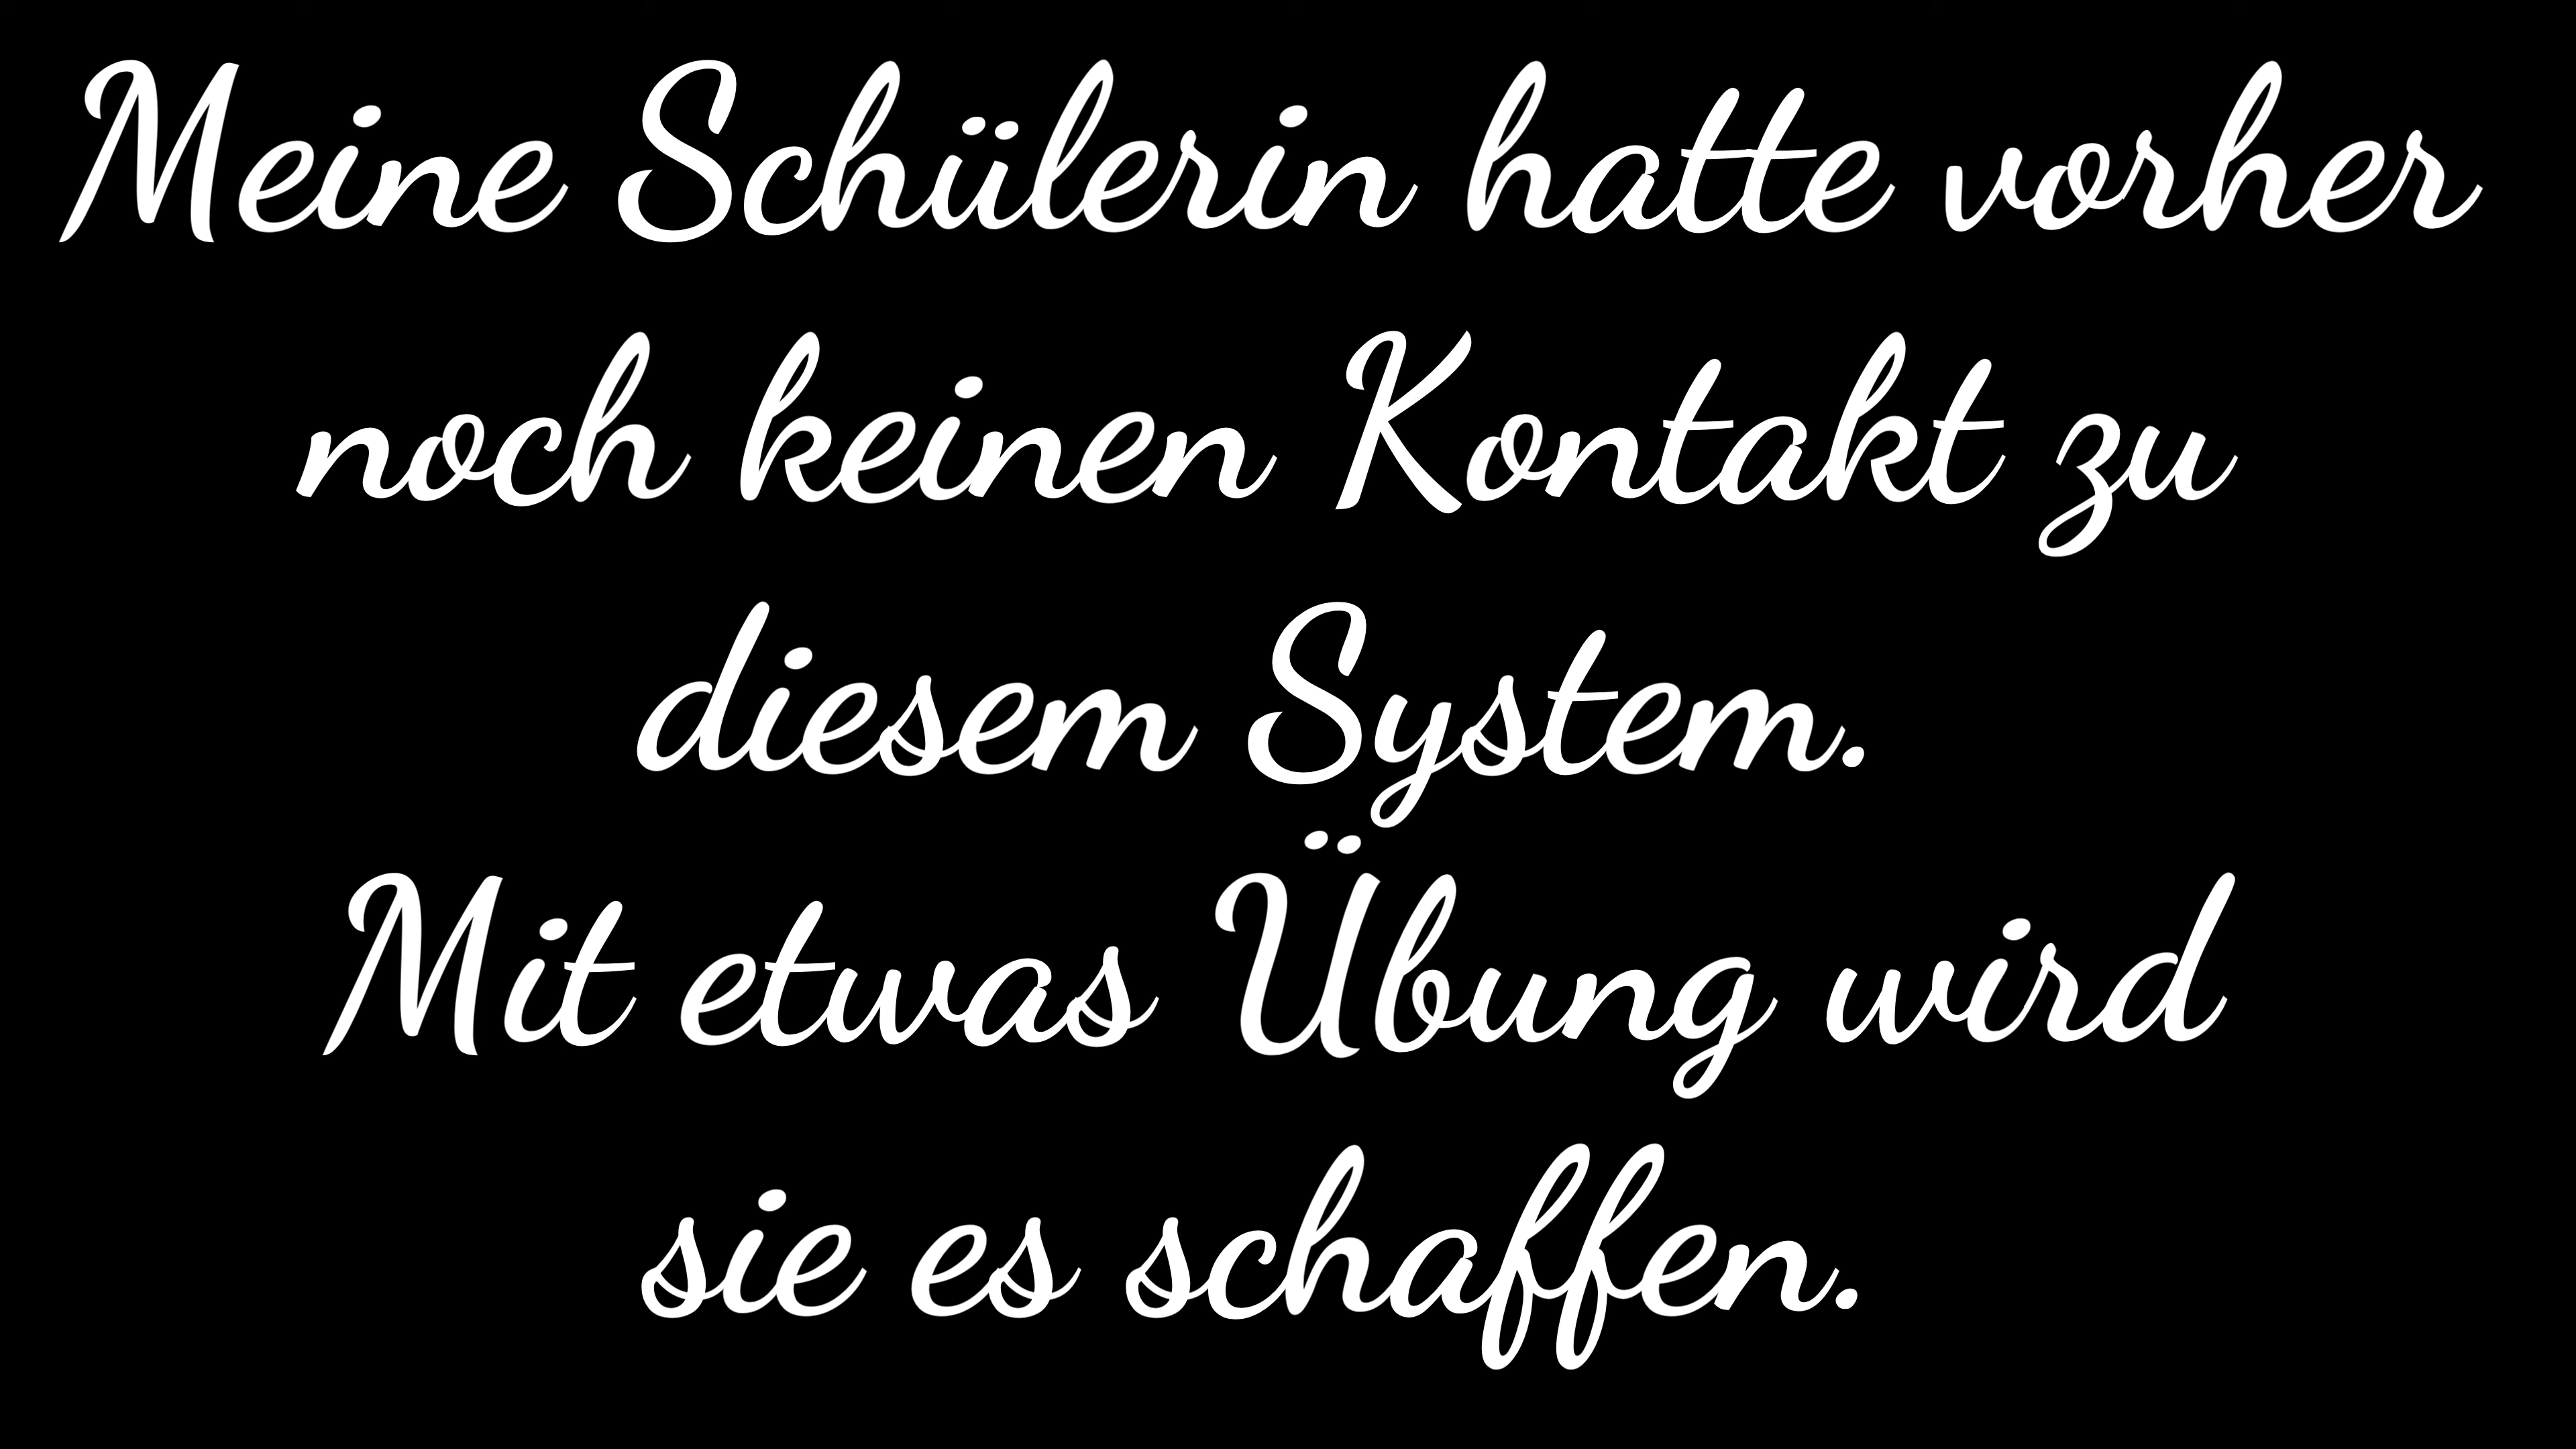 Meine Schülerin hatte vorher
noch keinen Kontakt zu
diesem System.
Mit etwas Übung wird
sie es schaffen.